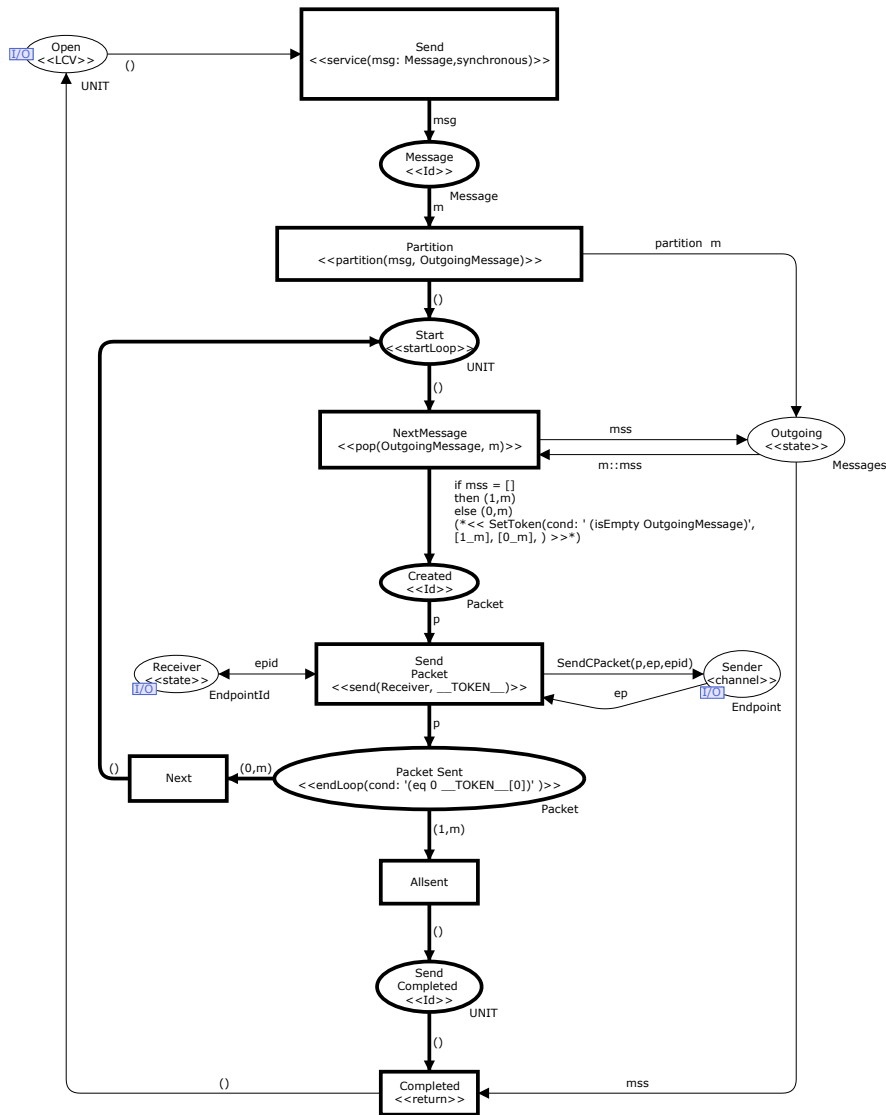 Open
<<LCV>>
I/O
UNIT
()
Send
<<service(msg: Message,synchronous)>>
msg
Message
<<Id>>
Message
m
Partition
<<partition(msg, OutgoingMessage)>>
partition  m
()
Start
<<startLoop>>
UNIT
()
NextMessage
<<pop(OutgoingMessage, m)>>
mss
m::mss
Outgoing
<<state>>
Messages
if mss = []
then (1,m)
else (0,m)
(*<< SetToken(cond: ' (isEmpty OutgoingMessage)',
[1_m], [0_m], ) >>*)
Created
<<Id>>
Packet
p
Receiver
<<state>>
I/O
EndpointId
epid
Send
Packet
<<send(Receiver, __TOKEN__)>>
SendCPacket(p,ep,epid)
ep
Sender
<channel>>
I/O
Endpoint
p
()
Next
(0,m)
Packet Sent
<<endLoop(cond: '(eq 0 __TOKEN__[0])' )>>
Packet
(1,m)
Allsent
()
Send
Completed
<<Id>>
UNIT
()
()
Completed
<<return>>
mss